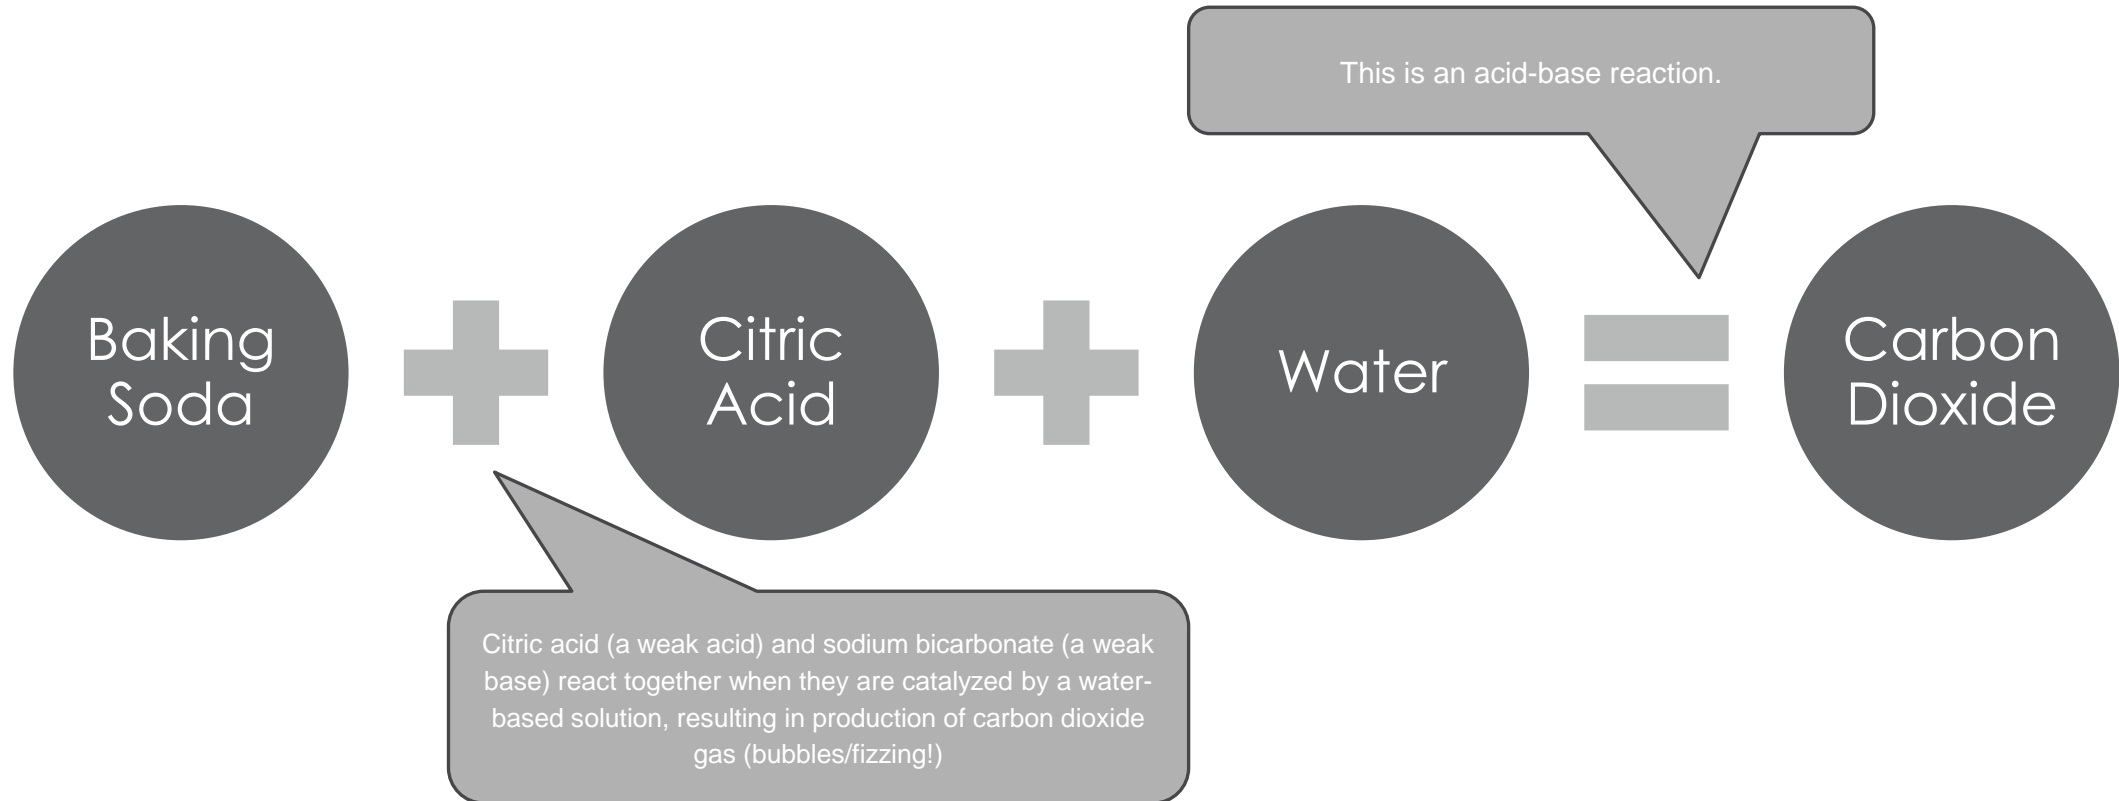 This is an acid-base reaction.
Baking
Soda
Citric
Acid
Water
Carbon
Dioxide
Citric acid (a weak acid) and sodium bicarbonate (a weak
base) react together when they are catalyzed by a water-
based solution, resulting in production of carbon dioxide
gas (bubbles/fizzing!)